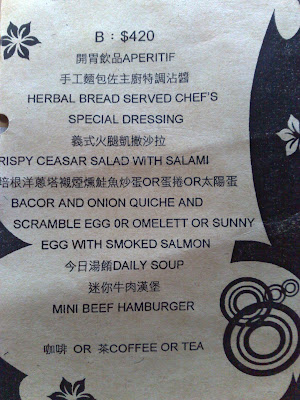 B：$420
開胃飲品APERITIF
手工麵包佐主廚特調沾醬
HERBAL BREAD SERVED CHEF'S
SPECIAL DRESSING
義式火腿凱撒沙拉
RISPY CEASAR SALAD WITH SALAMI
培根洋蔥塔襯煙燻鮭魚炒蛋OR蛋捲OR太陽蛋
BACOR AND ONION QUICHE AND
SCRAMBLE EGG 0R OMELETT OR SUNNY
EGG WITH SMOKED SALMON
今日湯餚DAILY SOUP
迷你牛肉漢堡
MINI BEEF HAMBURGER
咖啡 OR 茶COFFEE OR TEA